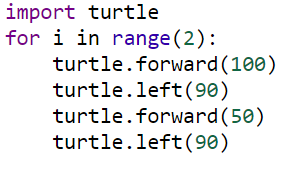 import turtle
for i in range(2):
    turtle.forward(100)
    turtle.left(90)
    turtle.forward(50)
    turtle.left(90)